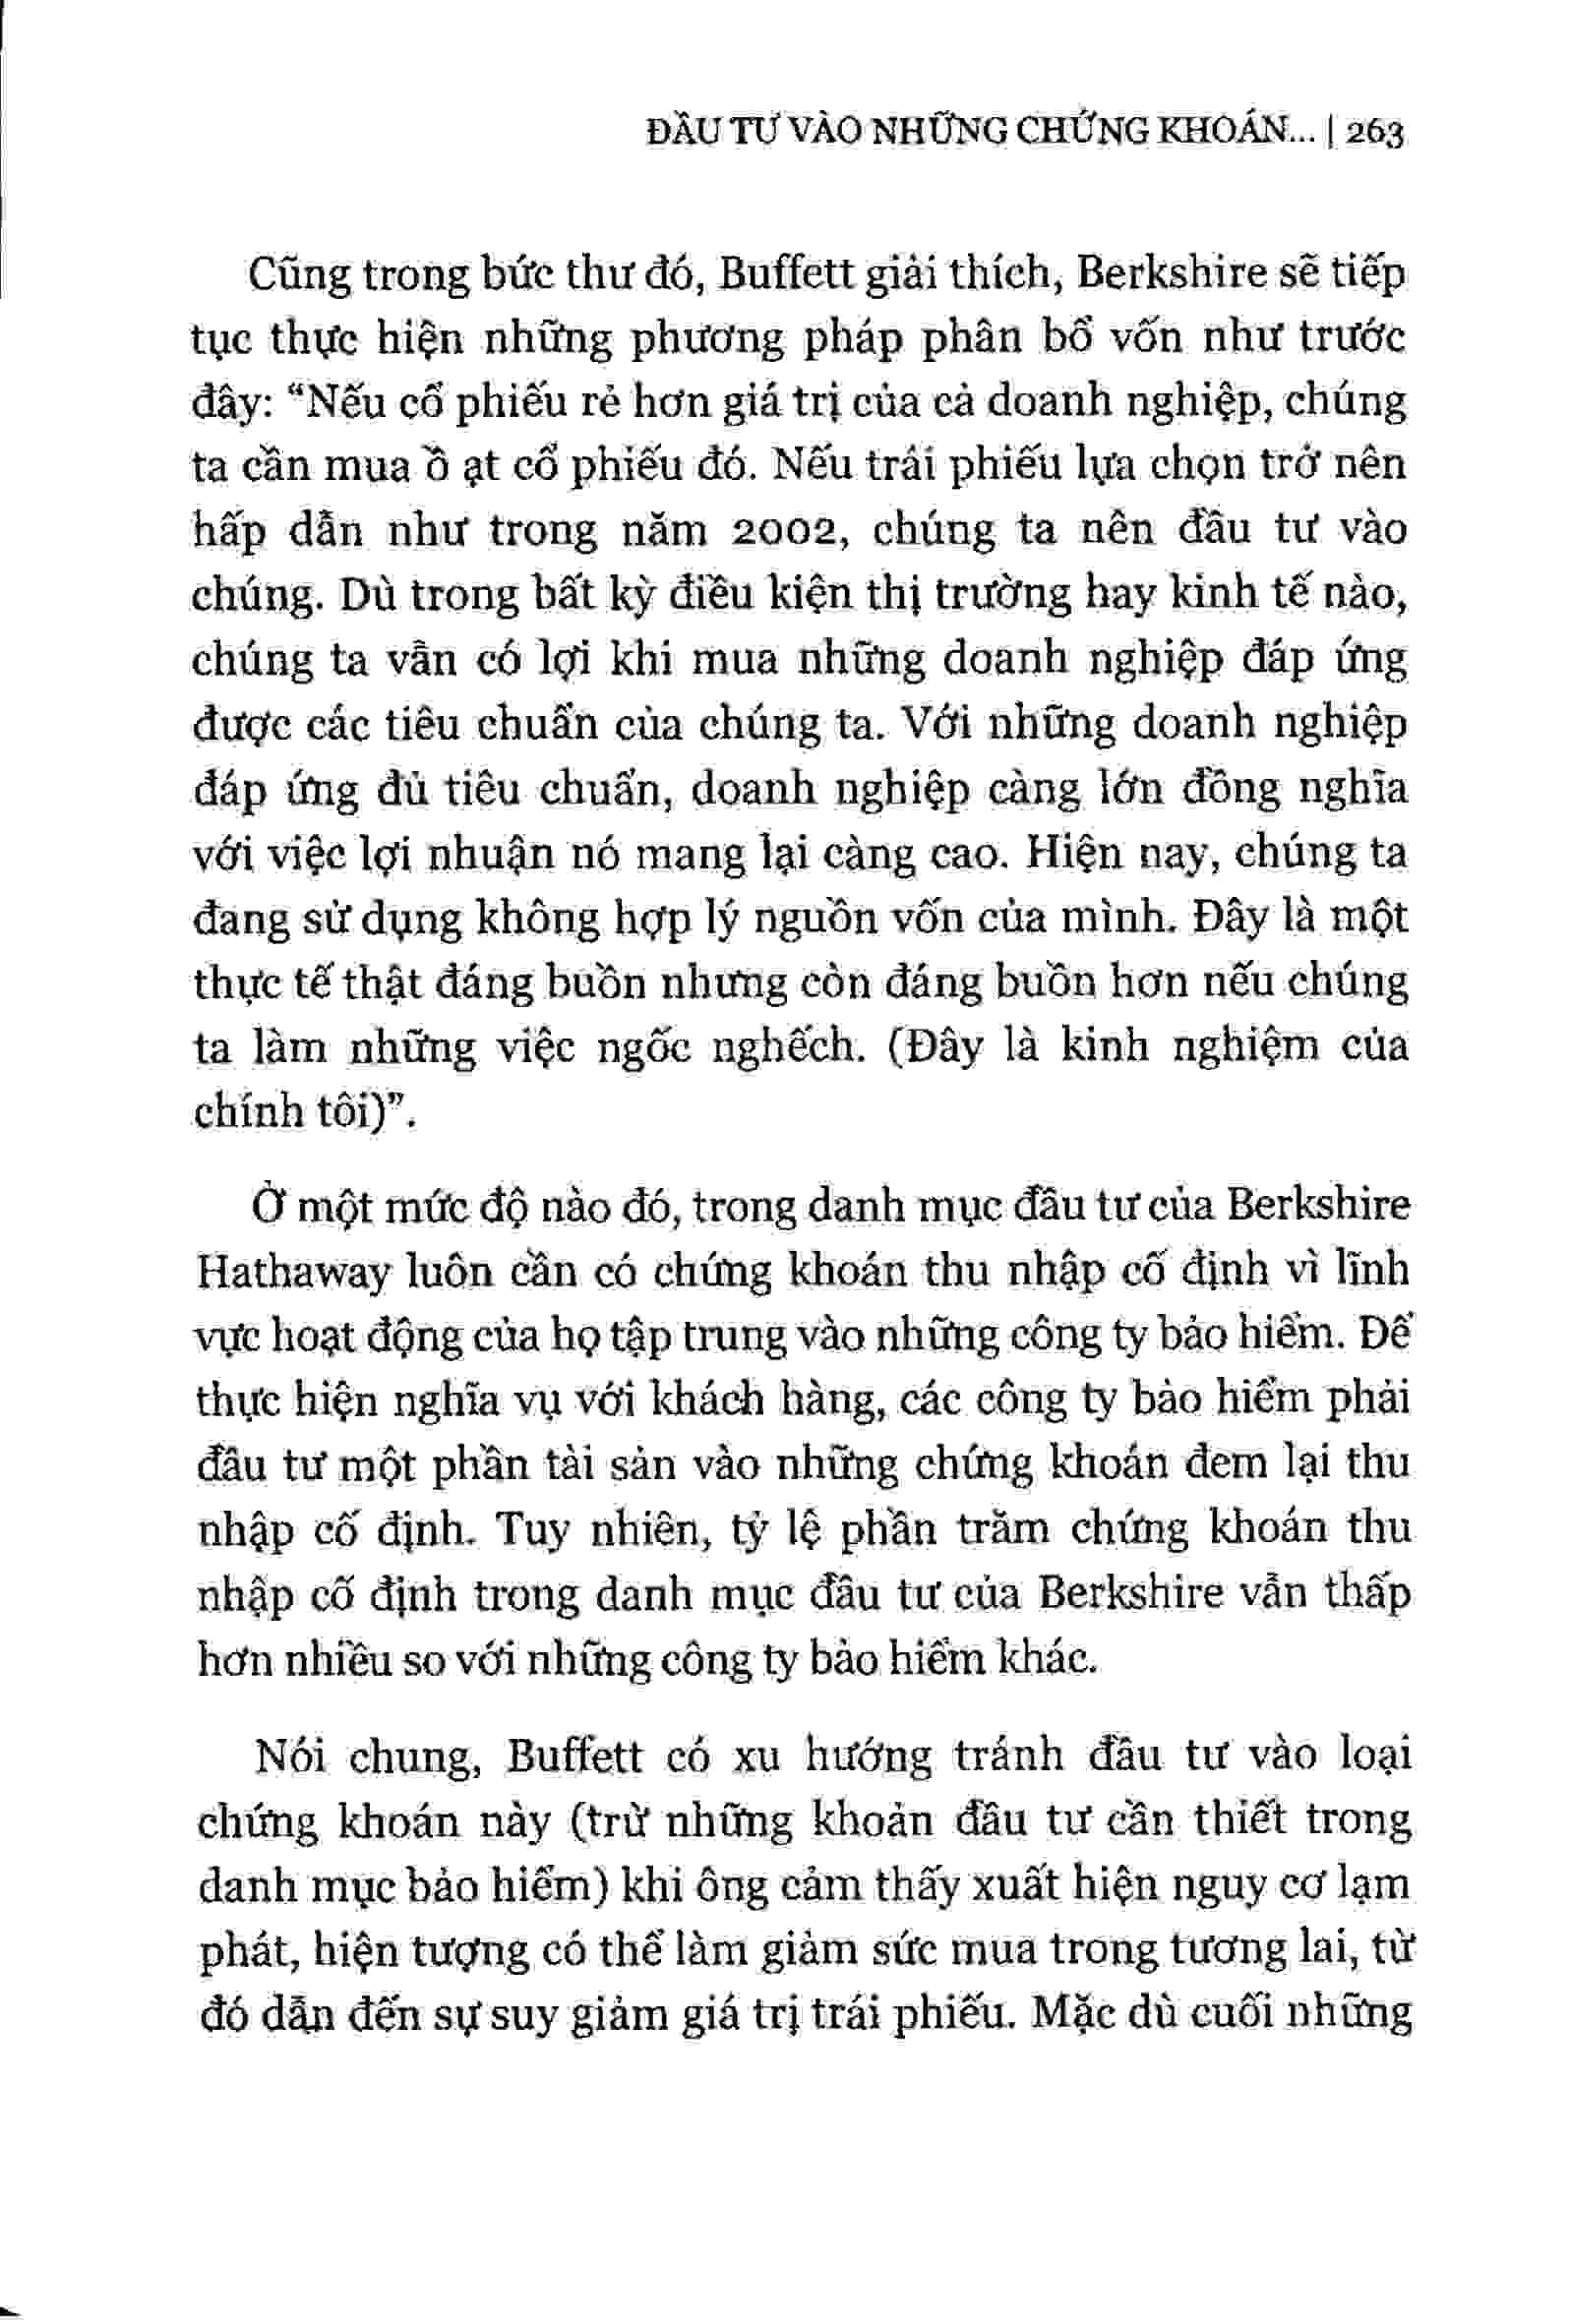 ĐẦU TƯ VÀO NHỮNG CHỨNG KHOÁN... | 263
Cũng trong bức thư đó, Buffett giải thích, Berkshire sẽ tiếp
tục thực hiện những phương pháp phân bổ vốn như trước
đây: “Nếu cổ phiếu rẻ hơn giá trị của cả doanh nghiệp, chúng
ta cần mua ồ ạt cổ phiếu đó. Nếu trái phiếu lựa chọn trở nên
hấp dẫn như trong năm 2002, chúng ta nên đầu tư vào
chúng. Dù trong bất kỳ điều kiện thị trường hay kinh tế nào,
chúng ta vẫn có lợi khi mua những doanh nghiệp đáp ứng
được các tiêu chuẩn của chúng ta. Với những doanh nghiệp
đáp ứng đủ tiêu chuẩn, doanh nghiệp càng lớn đồng nghĩa
với việc lợi nhuận nó mang lại càng cao. Hiện nay, chúng ta
đang sử dụng không hợp lý nguồn vốn của mình. Đây là một
thực tế thật đáng buồn nhưng còn đáng buồn hơn nếu chúng
ta làm những việc ngốc nghếch. (Đây là kinh nghiệm của
chính tôi)”.
Ở một mức độ nào đó, trong danh mục đầu tư của Berkshire
Hathaway luôn cần có chứng khoán thu nhập cố định vì lĩnh
vực hoạt động của họ tập trung vào những công ty bảo hiểm. Để
thực hiện nghĩa vụ với khách hàng, các công ty bảo hiểm phải
đầu tư một phần tài sản vào những chứng khoán đem lại thu
nhập cố định. Tuy nhiên, tỷ lệ phần trăm chứng khoán thu
nhập cố định trong danh mục đầu tư của Berkshire vẫn thấp
hơn nhiều so với những công ty bảo hiểm khác.
Nói chung, Buffett có xu hướng tránh đầu tư vào loại
chứng khoán này (trừ những khoản đầu tư cần thiết trong
danh mục bảo hiểm) khi ông cảm thấy xuất hiện nguy cơ lạm
phát, hiện tượng có thể làm giảm sức mua trong tương lai, từ
đó dẫn đến sự suy giảm giá trị trái phiếu. Mặc dù cuối những